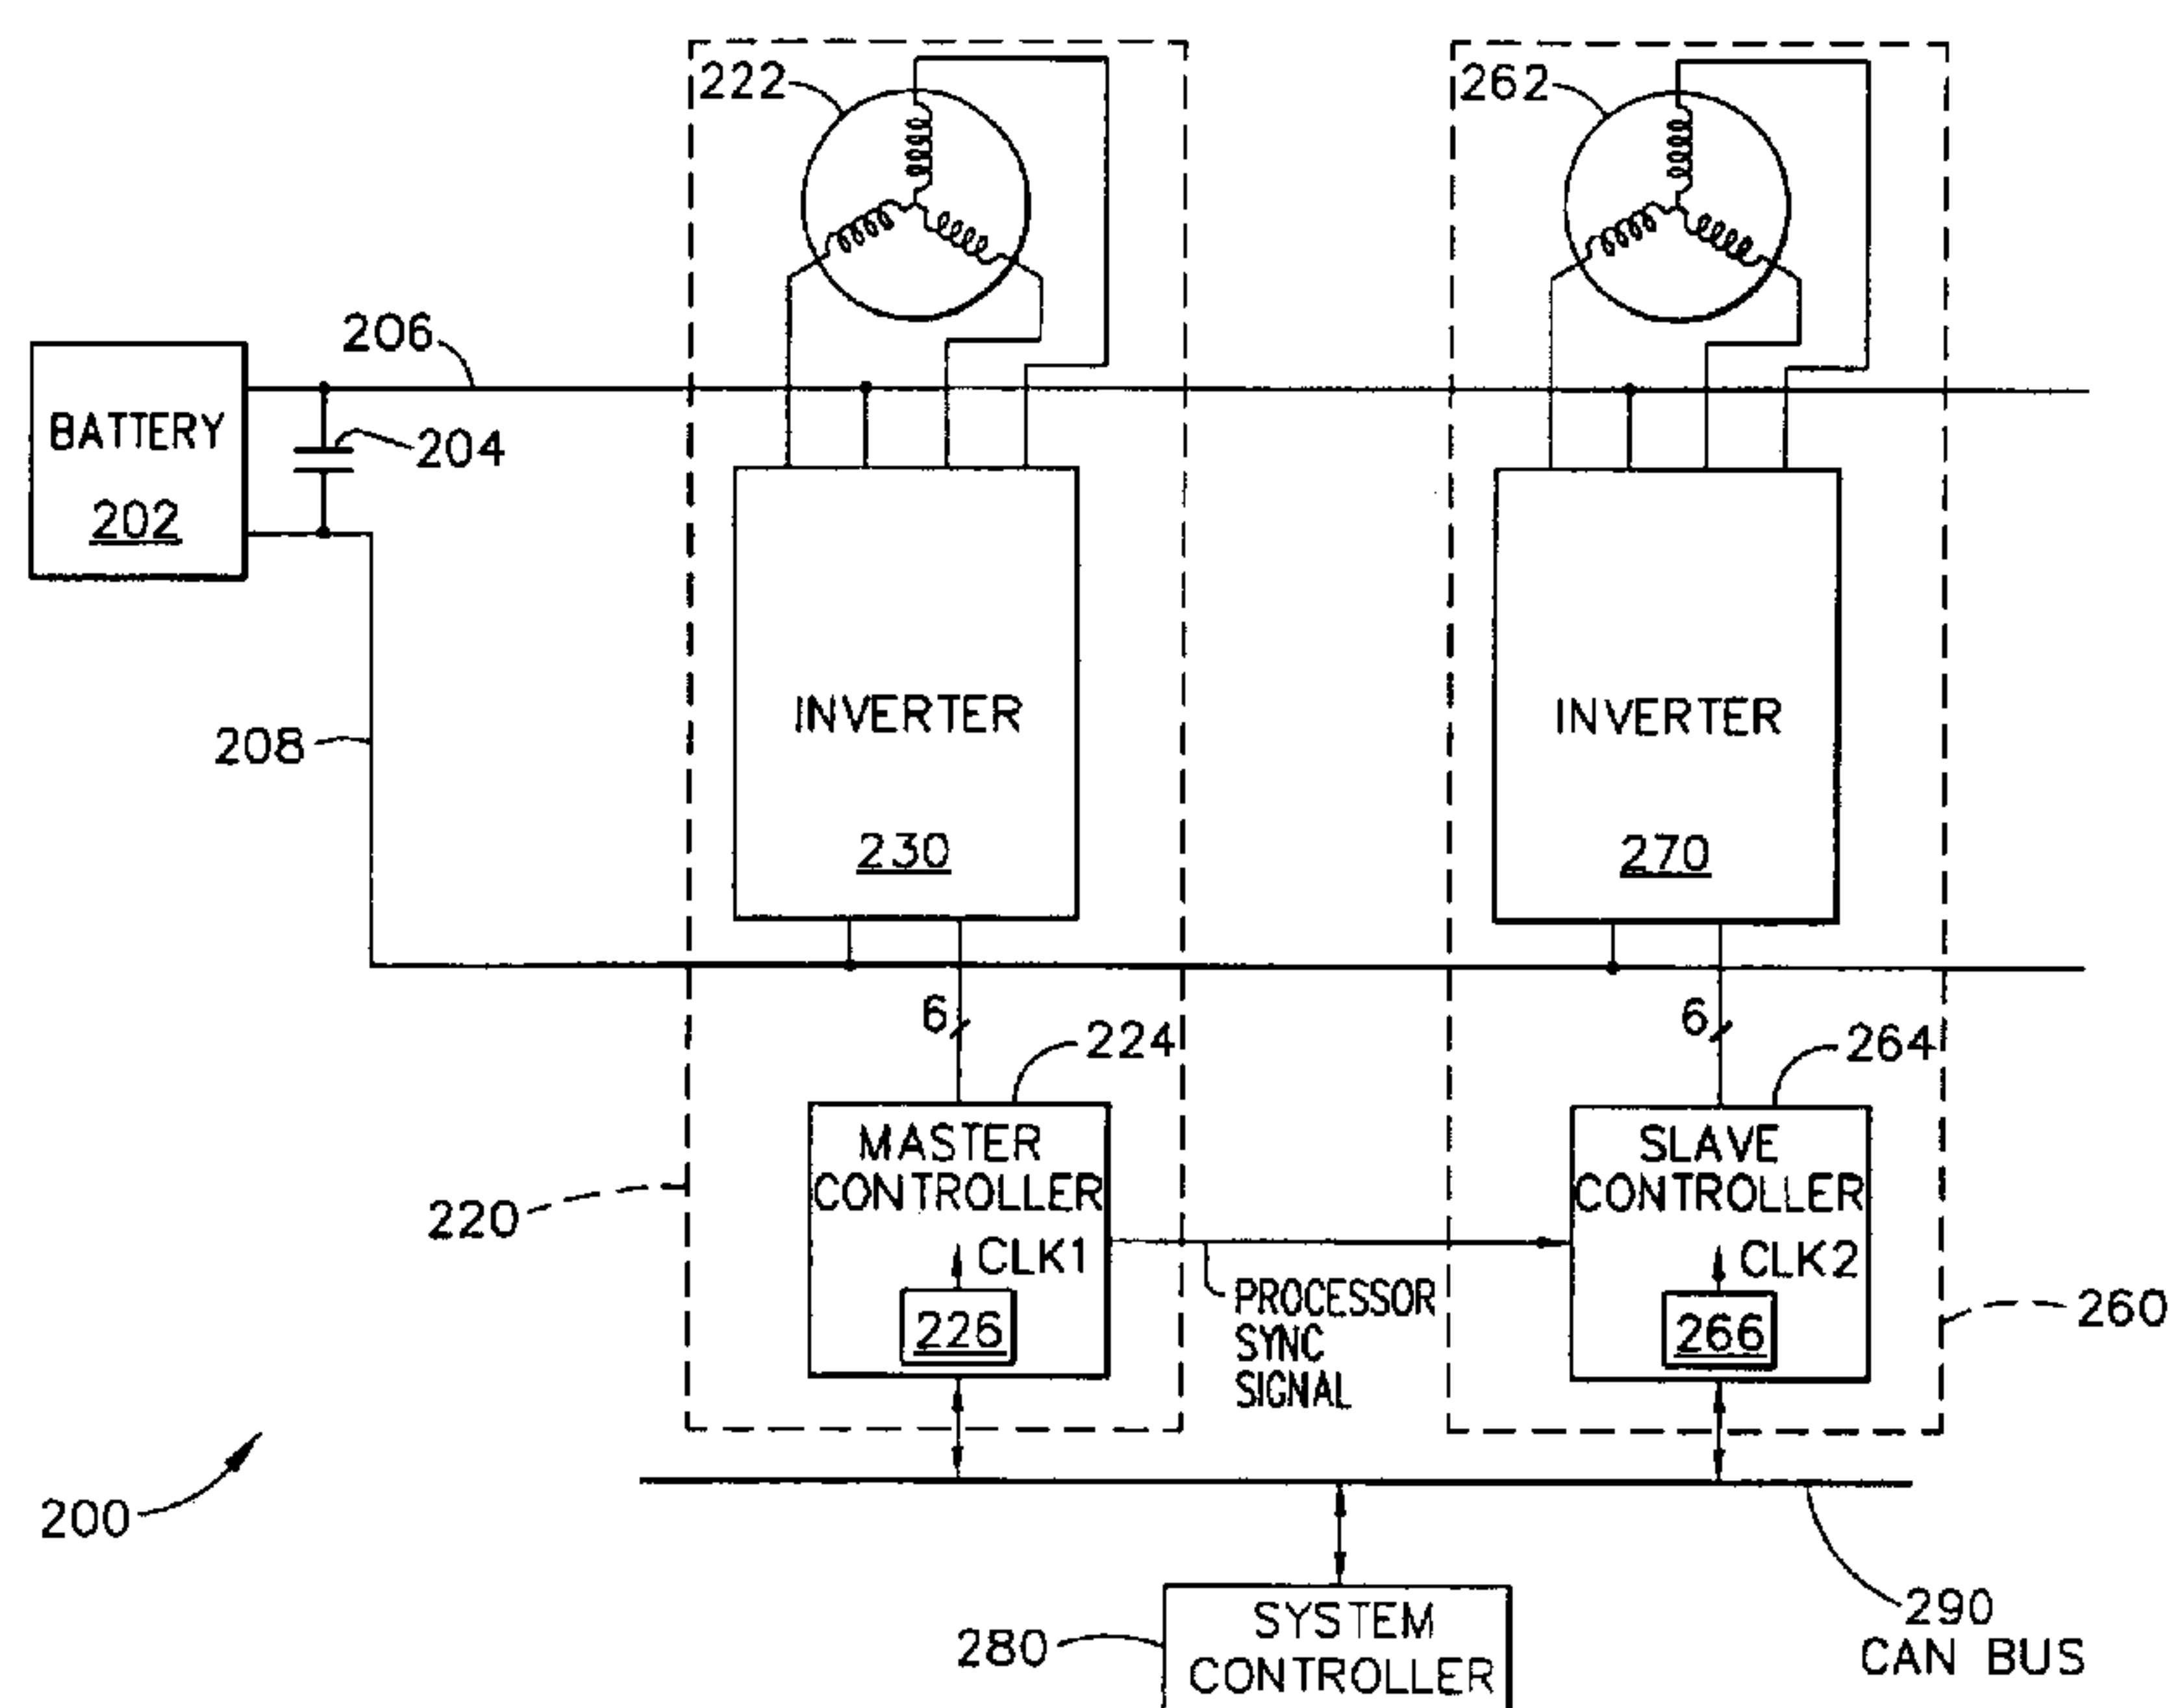 222
262
206
BATTERY
202
204
208
INVERTER
230
INVERTER
270
6
224
6
264
MASTER
CONTROLLER
CLK1
226
SLAVE
CONTROLLER
CLK2
266
220
PROCESSOR
SYNC
SIGNAL
260
200
290
CAN BUS
280
SYSTEM
CONTROLLER